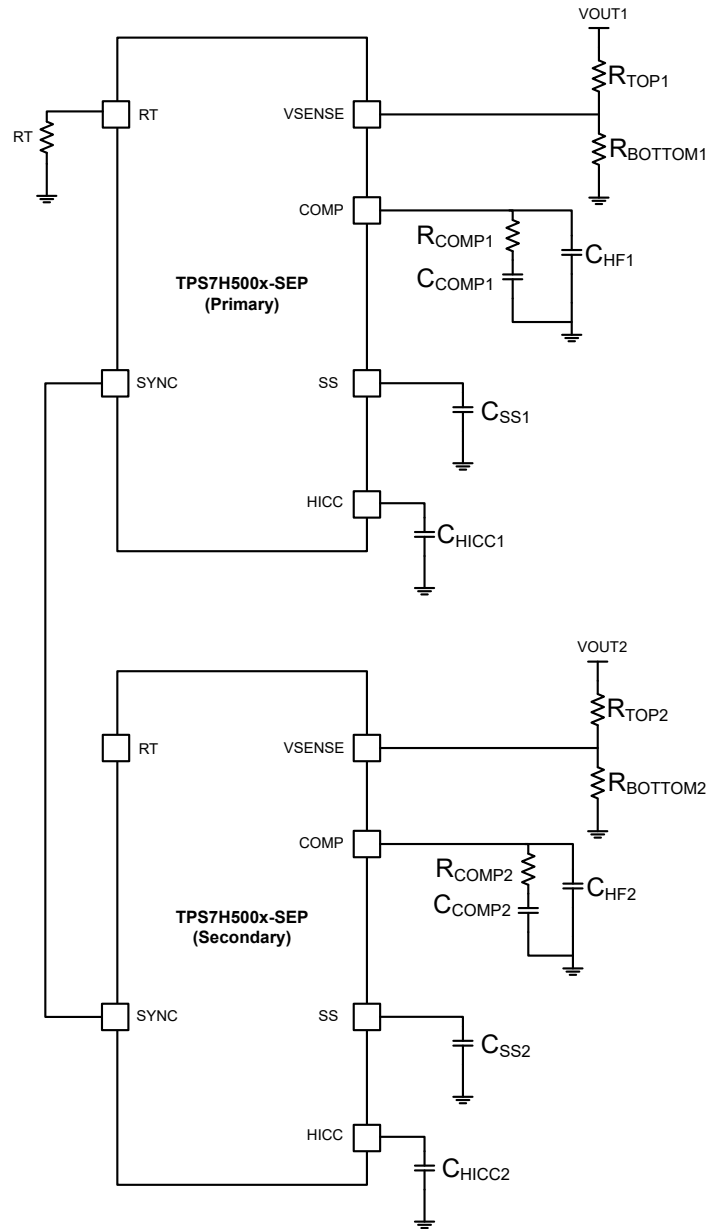 VOUT1
RTOP1
RT
RT
VSENSE
RBOTTOM1
COMP
RCOMP1
CHF1
CCOMP1
TPS7H500x-SEP
(Primary)
SYNC
SS
CSS1
HICC
CHICC1
VOUT2
RTOP2
RT
VSENSE
RBOTTOM2
COMP
RCOMP2
CHF2
CCOMP2
TPS7H500x-SEP
(Secondary)
SYNC
SS
CSS2
HICC
CHICC2